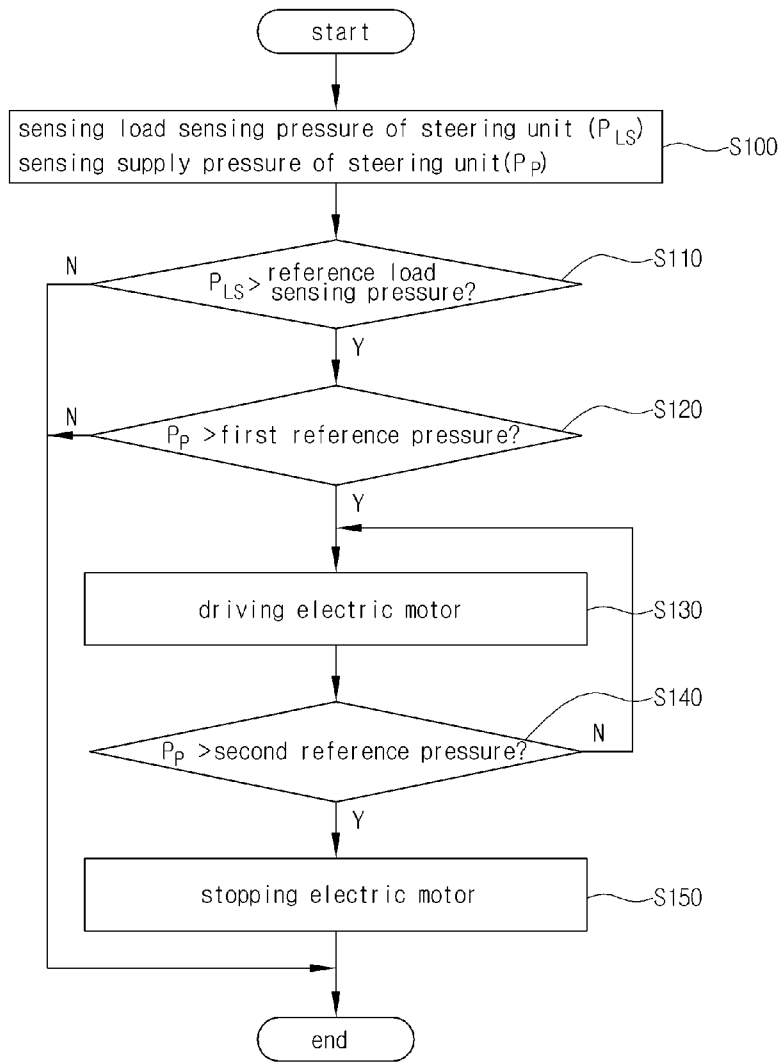 start
sensing load sensing pressure of steering unit (PLS)
sensing supply pressure of steering unit(PP)
S100
N
PLS> reference load
sensing pressure?
S110
Y
N
PP >first reference pressure?
S120
Y
driving electric motor
S130
S140
PP >second reference pressure?
N
Y
stopping electric motor
S150
end